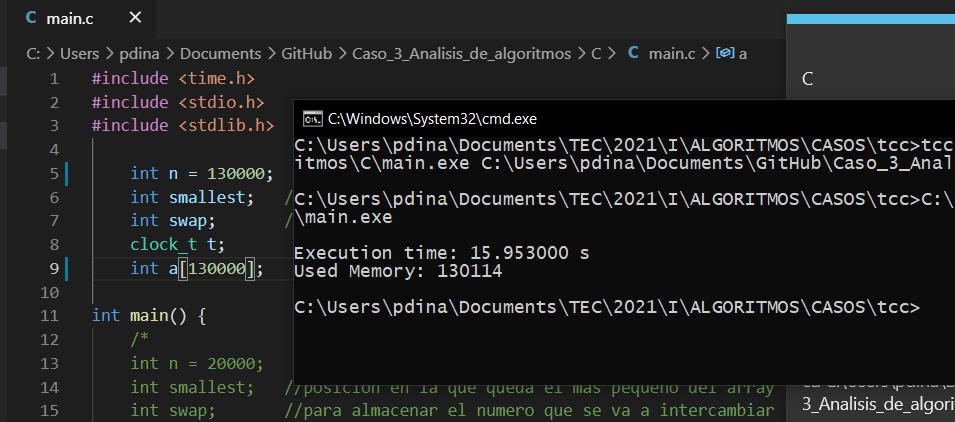 C main.c ×
C: > Users > pdina > Documents > GitHub > Caso_3_Analisis_de_algoritmos > C > C main.c > a
1 #include <time.h>
2 #include <stdio.h>
3 #include <stdlib.h>
4
5 int n = 130000;
6 int smallest; //
7 int swap; //
8 clock_t t;
9 int a[130000];
10
11 int main() {
12 /*
13 int n = 20000;
14 int smallest; //posicion en la que queda el mas pequeño del array
15 int swap; //para almacenar el numero que se va a intercambiar
C:\Windows\System32\cmd.exe
C:\Users\pdina\Documents\TEC\2021\I\ALGORITMOS\CASOS\tcc>tcc
itmos\C\main.exe C:\Users\pdina\Documents\GitHub\Caso_3_Anal
C:\Users\pdina\Documents\TEC\2021\I\ALGORITMOS\CASOS\tcc>C:\
\main.exe
Execution time: 15.953000 s
Used Memory: 130114
C:\Users\pdina\Documents\TEC\2021\I\ALGORITMOS\CASOS\tcc>
C
3_Analisis_de_algori